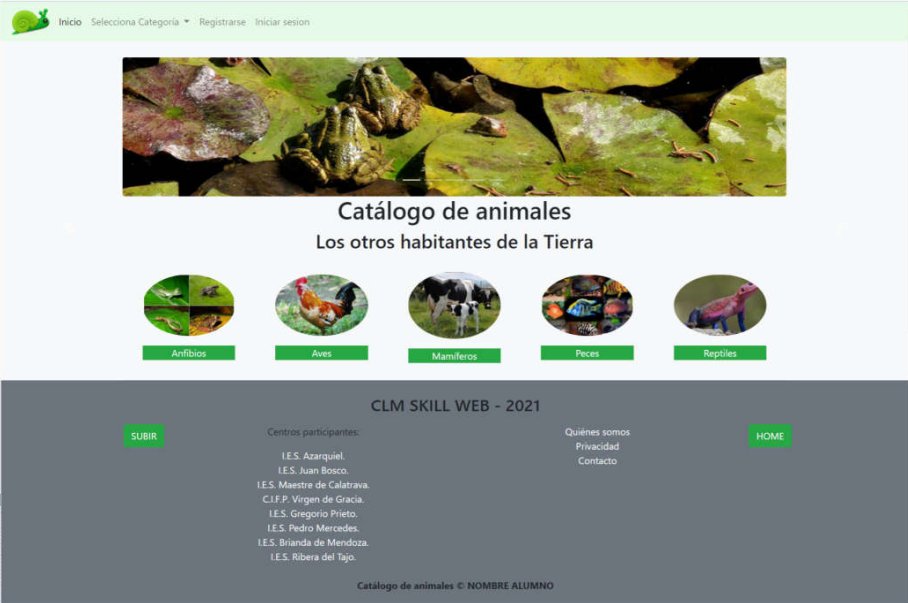 Inicio Selecciona Categoría Registrarse Iniciar sesion
Catálogo de animales
Los otros habitantes de la Tierra
Anfibios Aves Mamíferos Peces Reptiles
CLM SKILL WEB - 2021
SUBIR
Centros participantes:
I.E.S. Azarquiel.
I.E.S. Juan Bosco.
I.E.S. Maestre de Calatrava.
C.I.F.P. Virgen de Gracia.
I.E.S. Gregorio Prieto.
I.E.S. Pedro Mercedes.
I.E.S. Brianda de Mendoza.
I.E.S. Ribera del Tajo.
Quiénes somos
Privacidad
Contacto
HOME
Catálogo de animales © NOMBRE ALUMNO